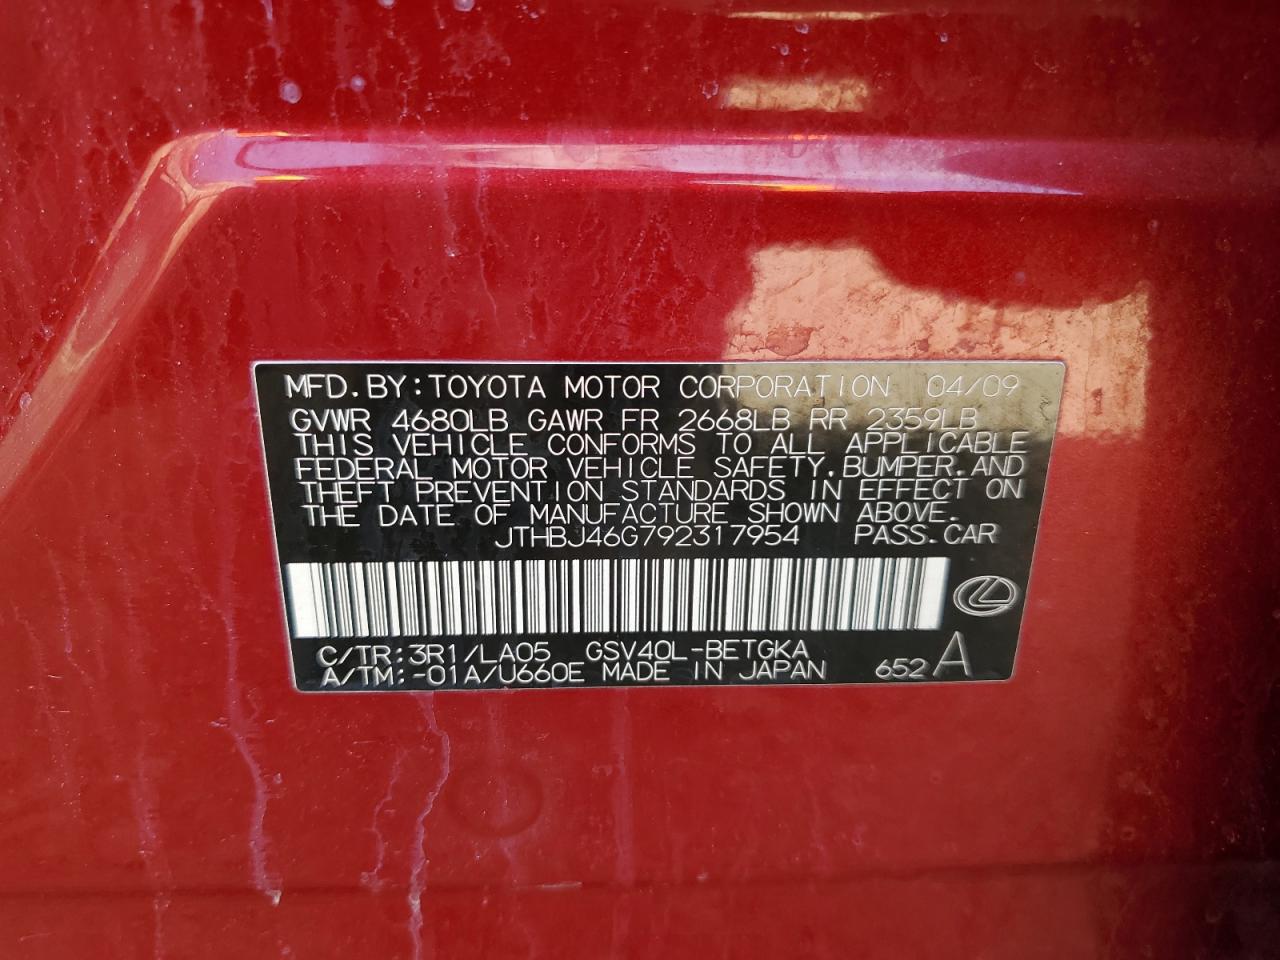 MFD.BY:TOYOTA MOTOR CORPORATION 04/09
GVWR 4680LB GAWR FR 2668LB RR 2359LB
THIS VEHICLE CONFORMS TO ALL APPLICABLE
FEDERAL MOTOR VEHICLE SAFETY,BUMPER,AND
THEFT PREVENTION STANDARDS IN EFFECT ON
THE DATE OF MANUFACTURE SHOWN ABOVE.
JTHBJ46G792317954 PASS.CAR
C/TR:3R1/LA05 GSV40L-BETGKA
A/TM:-01A/U660E MADE IN JAPAN 652 A